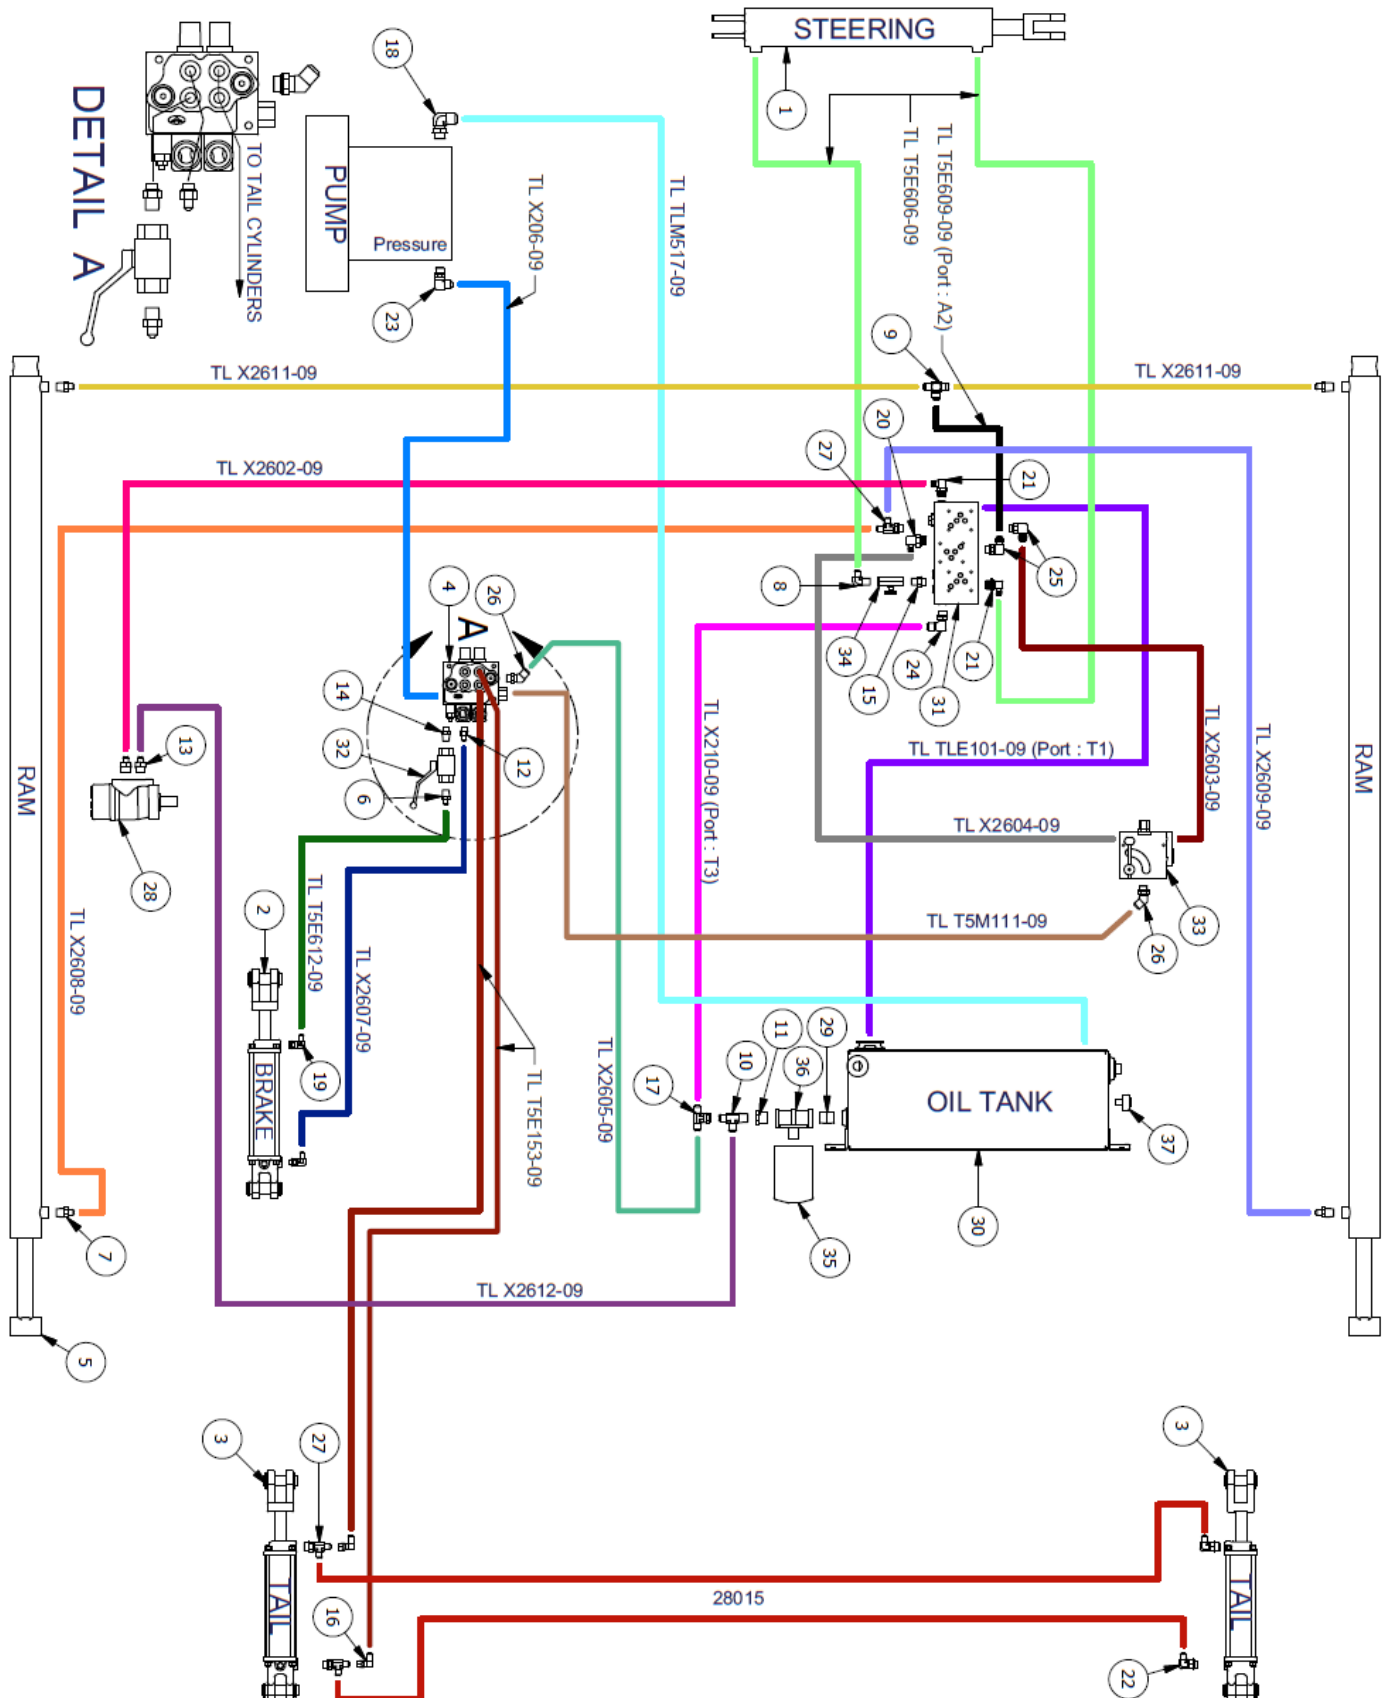 STEERING
1
18
DETAIL A
TO TAIL CYLINDERS
PUMP
Pressure
23
TL X206-09
TL TLM517-09
TL T5E606-09
TL T5E609-09 (Port : A2)
9
TL X2611-09
TL X2611-09
20
27
21
TL X2602-09
25
8
34
15
24
31
21
4
26
A
14
32
6
12
13
28
RAM
RAM
TL X210-09 (Port : T3)
TL TLE101-09 (Port : T1)
TL X2603-09
TL X2609-09
TL X2604-09
33
26
TL T5M111-09
2
TL T5E612-09
TL X2607-09
TL X2608-09
BRAKE
19
TL T5E153-09
TL X2605-09
17
10
11
36
29
OIL TANK
37
35
30
7
TL X2612-09
5
3
27
TAIL
16
28015
3
TAIL
22